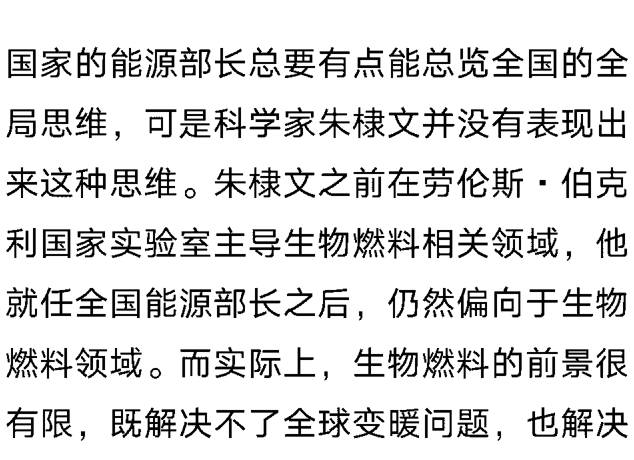 国家的能源部长总要有点能总览全国的全
局思维，可是科学家朱棣文并没有表现出
来这种思维。朱棣文之前在劳伦斯·伯克
利国家实验室主导生物燃料相关领域，他
就任全国能源部长之后，仍然偏向于生物
燃料领域。而实际上，生物燃料的前景很
有限，既解决不了全球变暖问题，也解决